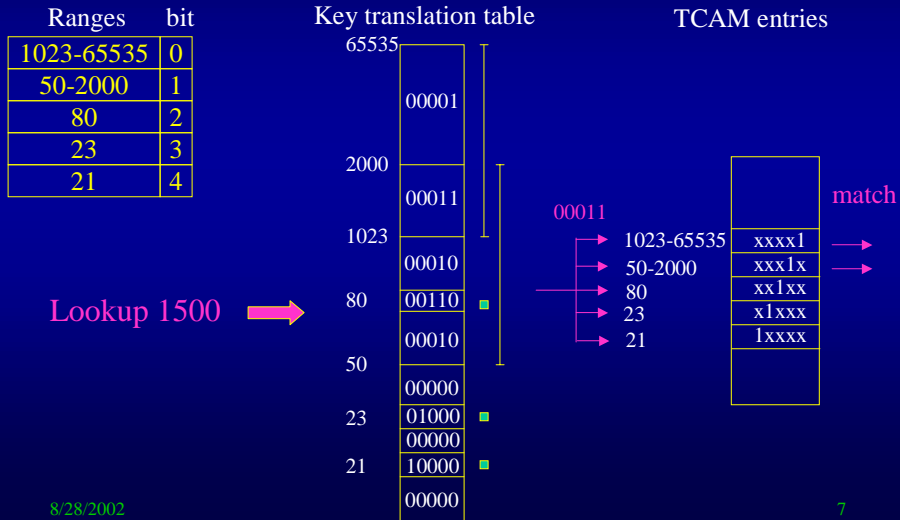 Ranges bit
1023-65535 0
50-2000 1
80 2
23 3
21 4
Key translation table
65535
00001
2000
00011
1023
00010
80 00110
00010
50
00000
23 01000
00000
21 10000
00000
Lookup 1500
TCAM entries
00011
match
1023-65535 xxxx1
50-2000 xxx1x
80 xx1xx
23 x1xxx
21 1xxxx
8/28/2002
7